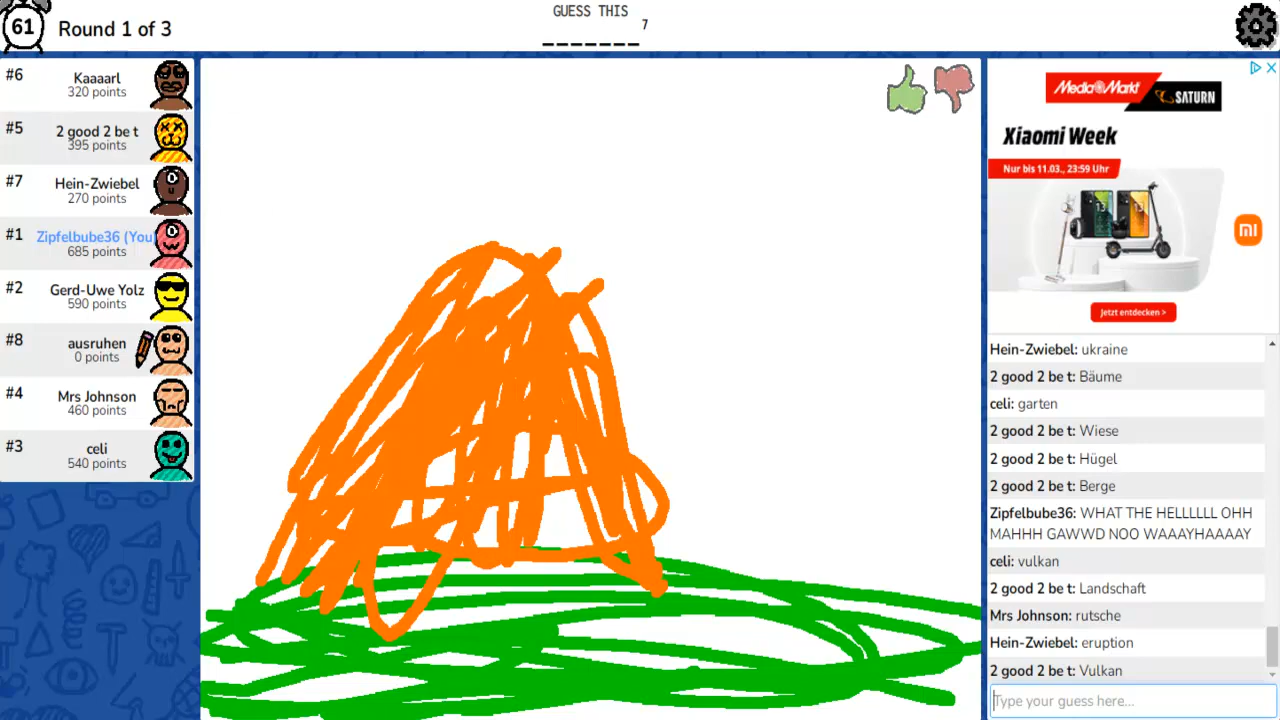 61
Round 1 of 3
GUESS THIS
_______ 7
#6
Kaaaarl
320 points
#5
2 good 2 be t
395 points
#7
Hein-Zwiebel
270 points
#1
Zipfelbube36 (You)
685 points
#2
Gerd-Uwe Yolz
590 points
#8
ausruhen
0 points
#4
Mrs Johnson
460 points
#3
celi
540 points
Media Markt
SATURN
Xiaomi Week
Nur bis 11.03., 23:59 Uhr
13
13
mi
Jetzt entdecken >
Hein-Zwiebel: ukraine
2 good 2 be t: Bäume
celi: garten
2 good 2 be t: Wiese
2 good 2 be t: Hügel
2 good 2 be t: Berge
Zipfelbube36: WHAT THE HELLLLLL OHH
MAHHH GAWWD NOO WAAAYHAAAAY
celi: vulkan
2 good 2 be t: Landschaft
Mrs Johnson: rutsche
Hein-Zwiebel: eruption
2 good 2 be t: Vulkan
Type your guess here...